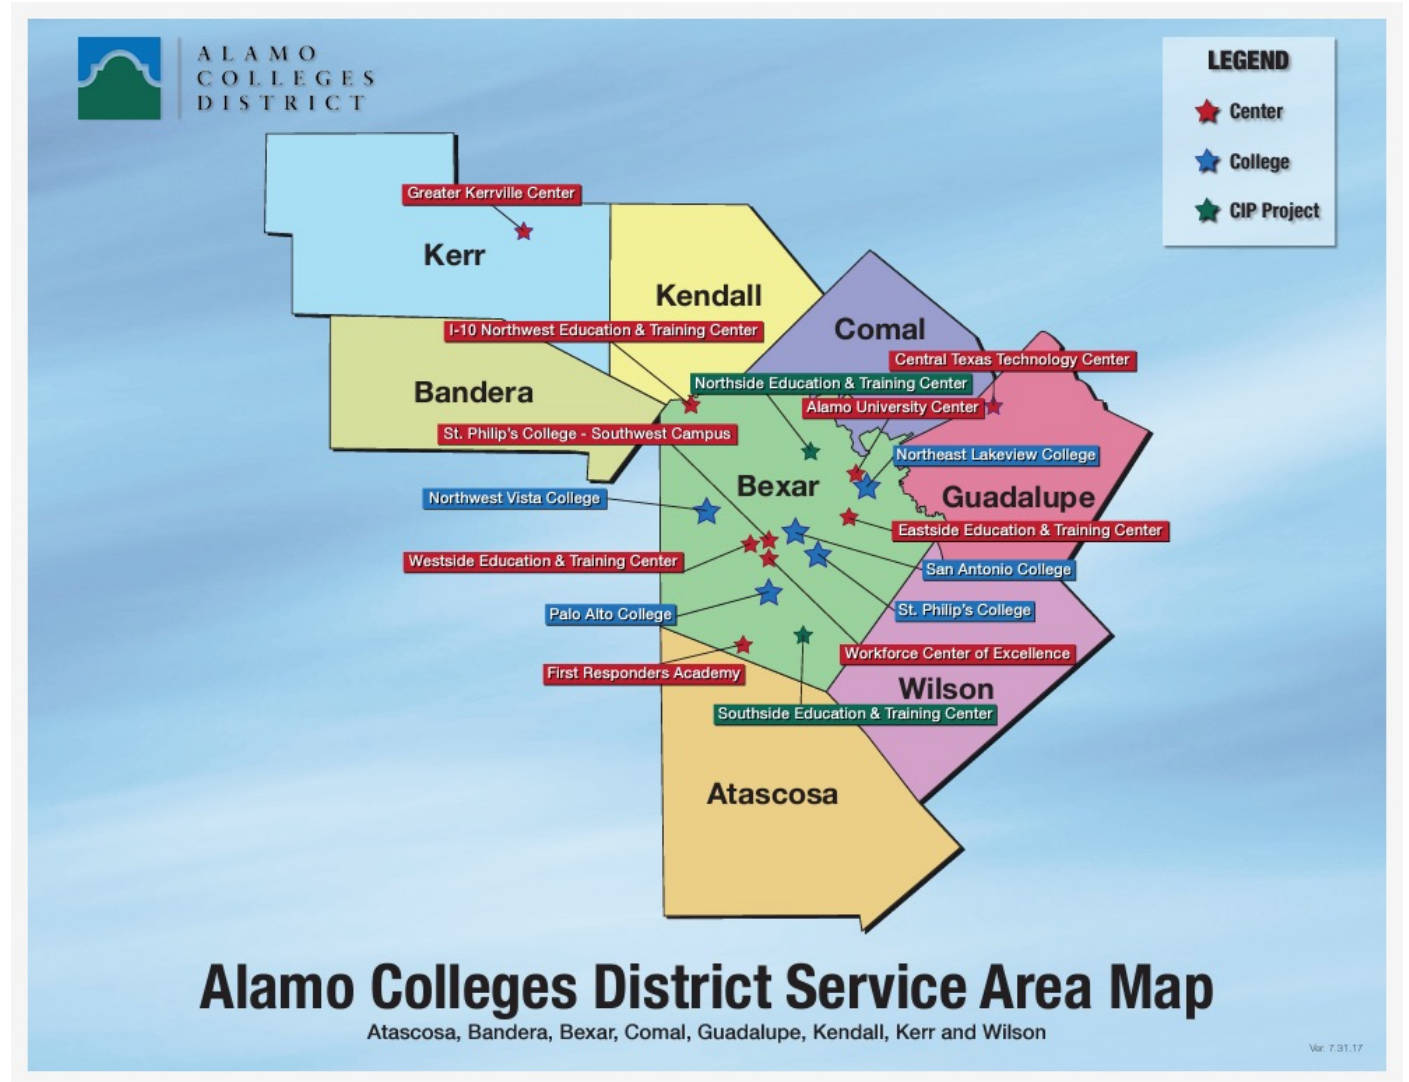 ALAMO
COLLEGES
DISTRICT
LEGEND
Center
College
CIP Project
Greater Kerrville Center
Kerr
Kendall
I-10 Northwest Education & Training Center
Comal
Central Texas Technology Center
Northside Education & Training Center
Bandera
Alamo University Center
St. Philip's College - Southwest Campus
Northeast Lakeview College
Bexar
Northwest Vista College
Guadalupe
Eastside Education & Training Center
Westside Education & Training Center
San Antonio College
Palo Alto College
St. Philip's College
Workforce Center of Excellence
First Responders Academy
Wilson
Southside Education & Training Center
Atascosa
Alamo Colleges District Service Area Map
Atascosa, Bandera, Bexar, Comal, Guadalupe, Kendall, Kerr and Wilson
Ver. 7.31.17